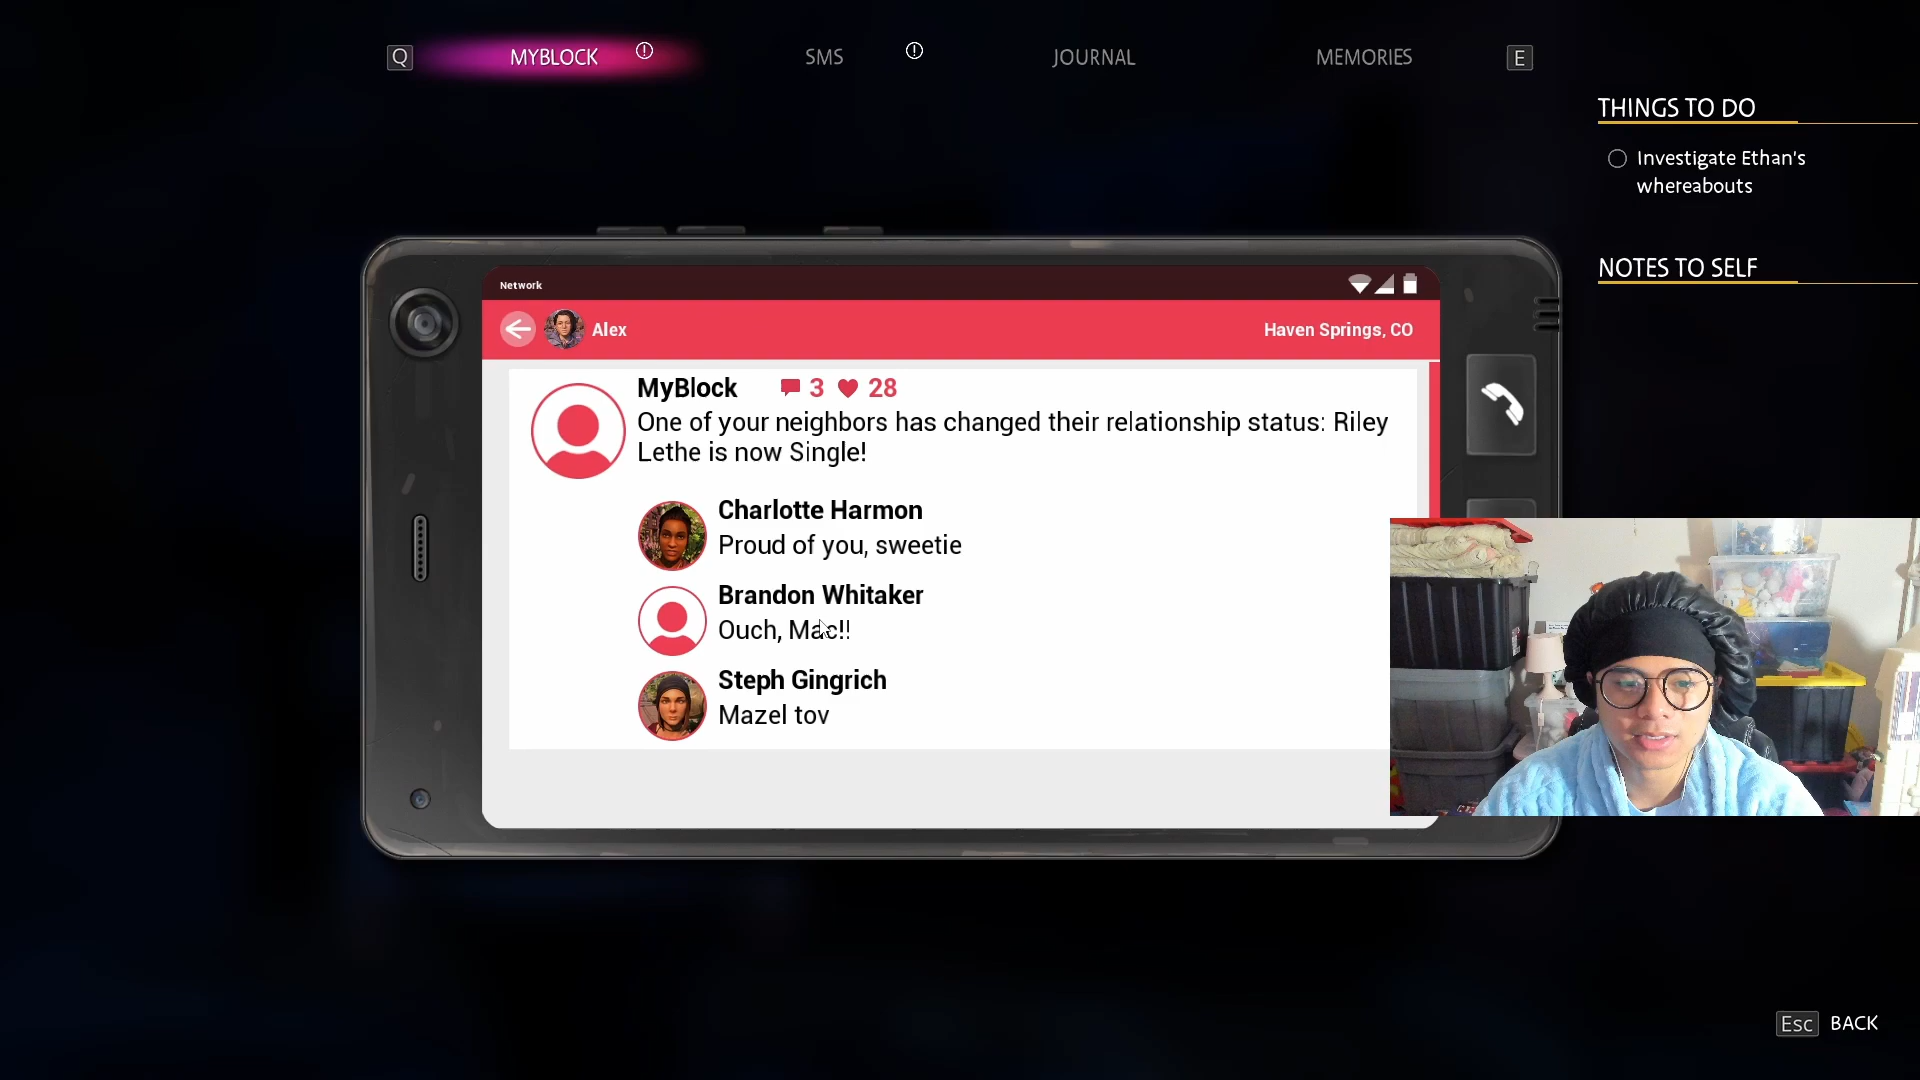 Q MYBLOCK SMS JOURNAL MEMORIES E
THINGS TO DO
Investigate Ethan's
whereabouts
NOTES TO SELF
Network
Alex Haven Springs, CO
MyBlock 3 28
One of your neighbors has changed their relationship status: Riley
Lethe is now Single!
Charlotte Harmon
Proud of you, sweetie
Brandon Whitaker
Ouch, Mac!!
Steph Gingrich
Mazel tov
Esc BACK